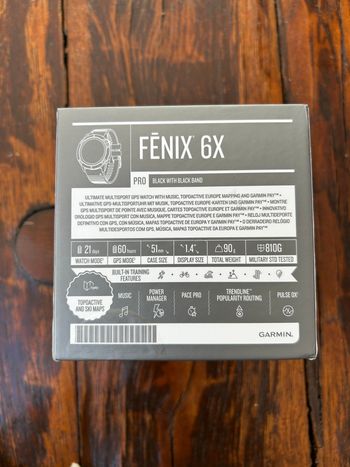 FĒNIX® 6X
PRO BLACK WITH BLACK BAND
ULTIMATE MULTISPORT GPS WATCH WITH MUSIC, TOPOACTIVE EUROPE MAPPING AND GARMIN PAY™ •
ULTIMATIVE GPS-MULTISPORTUHR MIT MUSIK, TOPOACTIVE EUROPE-KARTEN UND GARMIN PAY™ • MONTRE
GPS MULTISPORT DE POINTE AVEC MUSIQUE, CARTES TOPOACTIVE EUROPE ET GARMIN PAY™ • INNOVATIVO
OROLOGIO GPS MULTISPORT CON MUSICA, MAPPE TOPOACTIVE EUROPE E GARMIN PAY™ • RELOJ MULTIDEPORTE
DEFINITIVO CON GPS, CON MÚSICA, MAPAS TOPOACTIVE DE EUROPA Y GARMIN PAY™ • O DERRADEIRO RELÓGIO
MULTIDESPORTOS COM GPS, MÚSICA, MAPAS TOPOACTIVE DA EUROPA E GARMIN PAY™
21 days 60 hours 51 mm 1.4" 90g 810G
WATCH MODE GPS MODE CASE SIZE DISPLAY SIZE TOTAL WEIGHT MILITARY STD TESTED
BUILT-IN TRAINING
FEATURES
TOPOACTIVE
AND SKI MAPS
MUSIC
POWER
MANAGER
PACE PRO
TRENDLINE™
POPULARITY ROUTING
PULSE OX
GARMIN.